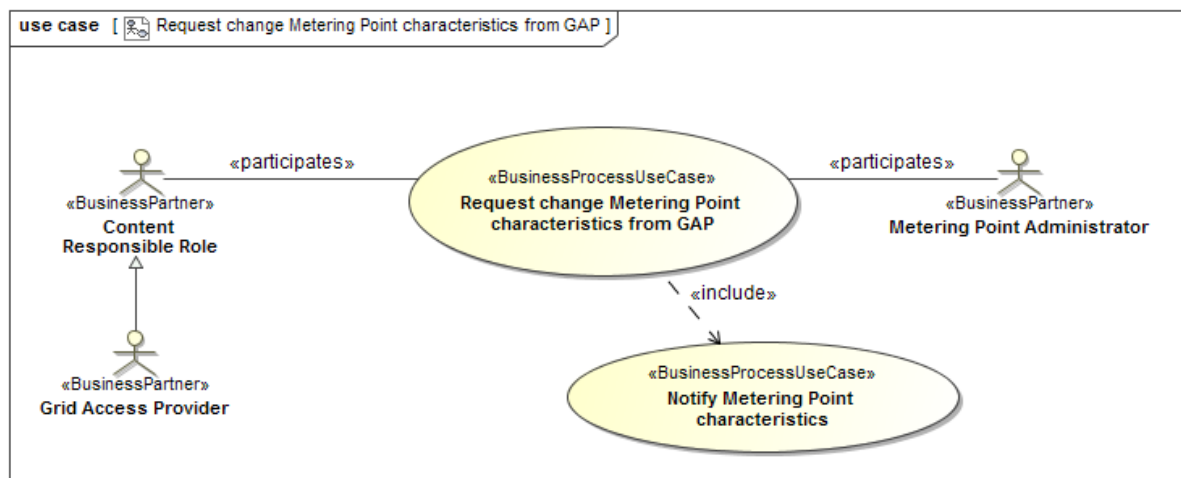 use case [ Request change Metering Point characteristics from GAP ]
«participates»
«participates»
«BusinessProcessUseCase»
Request change Metering Point
characteristics from GAP
«BusinessPartner»
Content
Responsible Role
«BusinessPartner»
Metering Point Administrator
«include»
«BusinessPartner»
Grid Access Provider
«BusinessProcessUseCase»
Notify Metering Point
characteristics